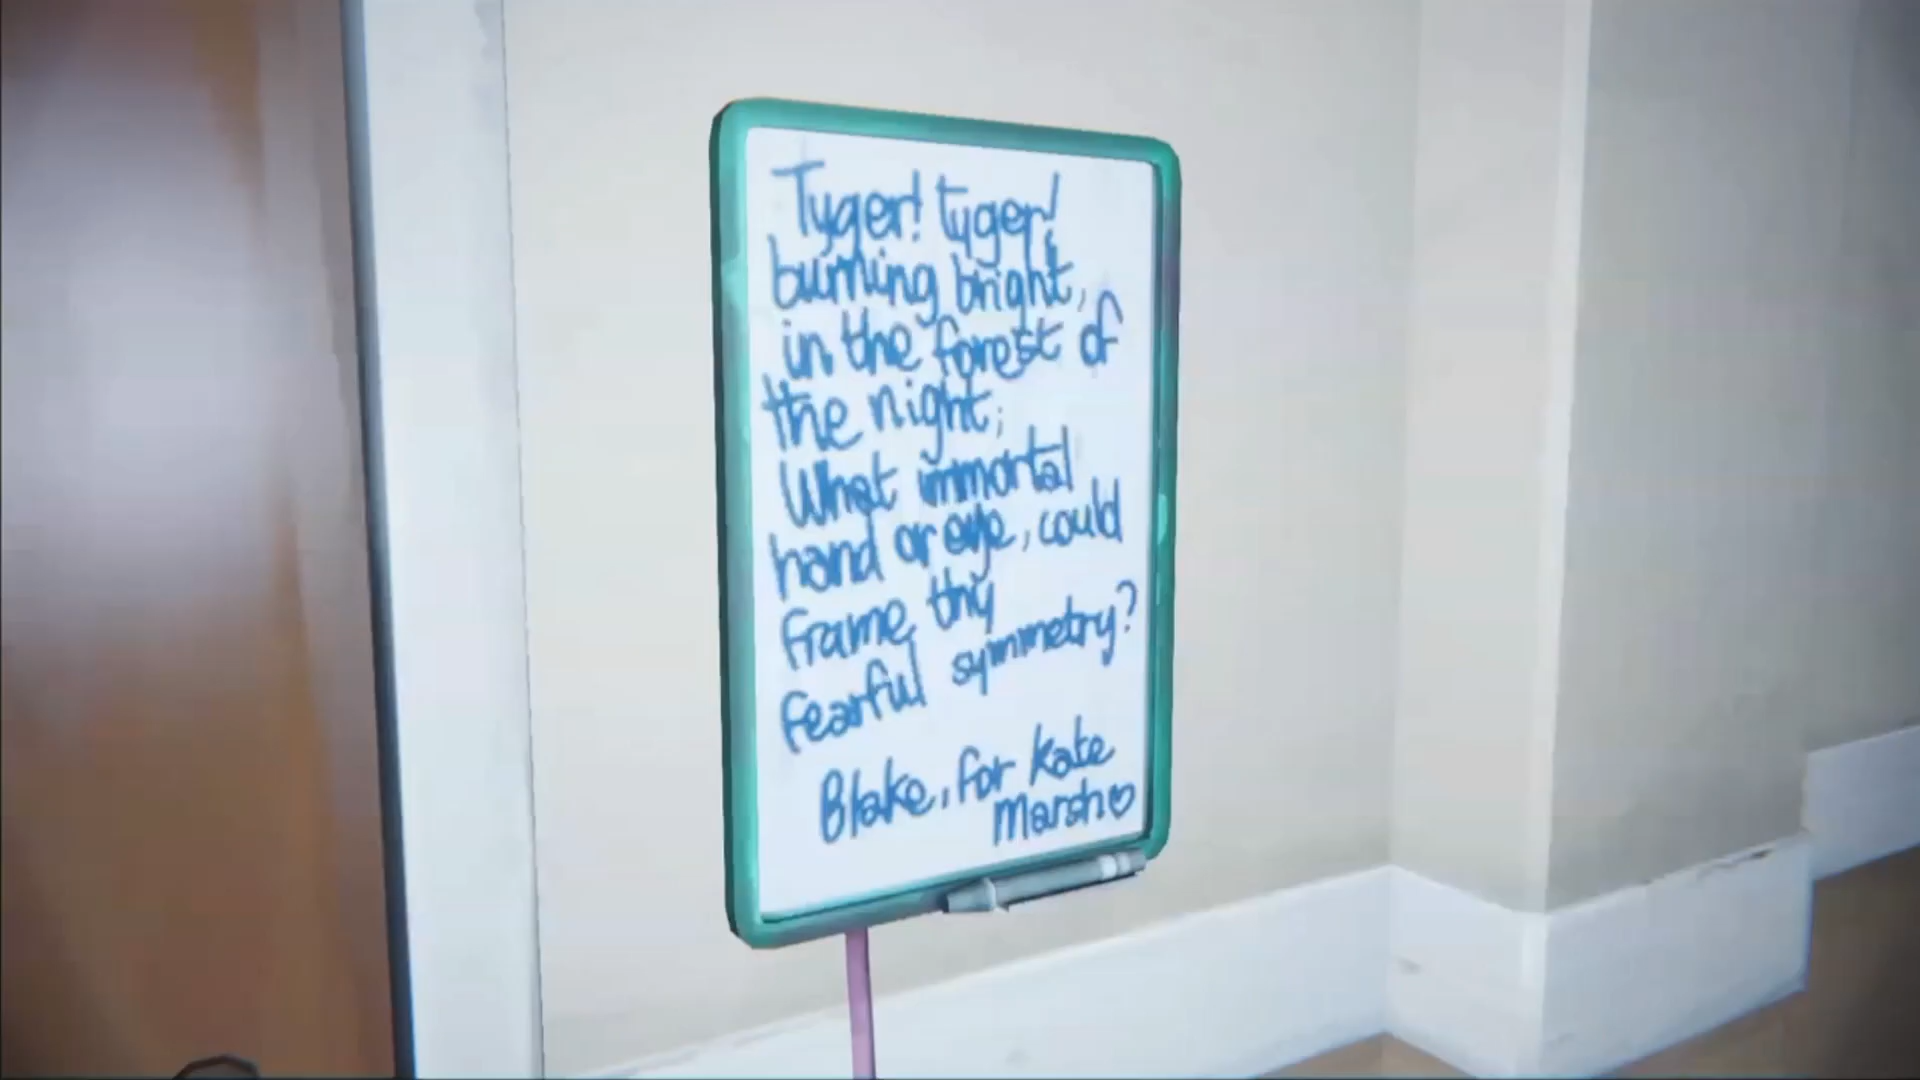 Tyger! tyger!
burning bright,
in the forest of
the night;
What immortal
hand or eye, could
frame thy
fearful symmetry?
Blake, for Kate
Marsh♡